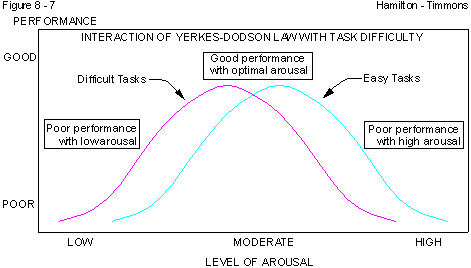 Figure 8 - 7
Hamilton - Timmons
PERFORMANCE
INTERACTION OF YERKES-DODSON LAW WITH TASK DIFFICULTY
GOOD
Good performance
with optimal arousal
Difficult Tasks
Easy Tasks
Poor performance
with lowarousal
Poor performance
with high arousal
POOR
LOW
MODERATE
HIGH
LEVEL OF AROUSAL